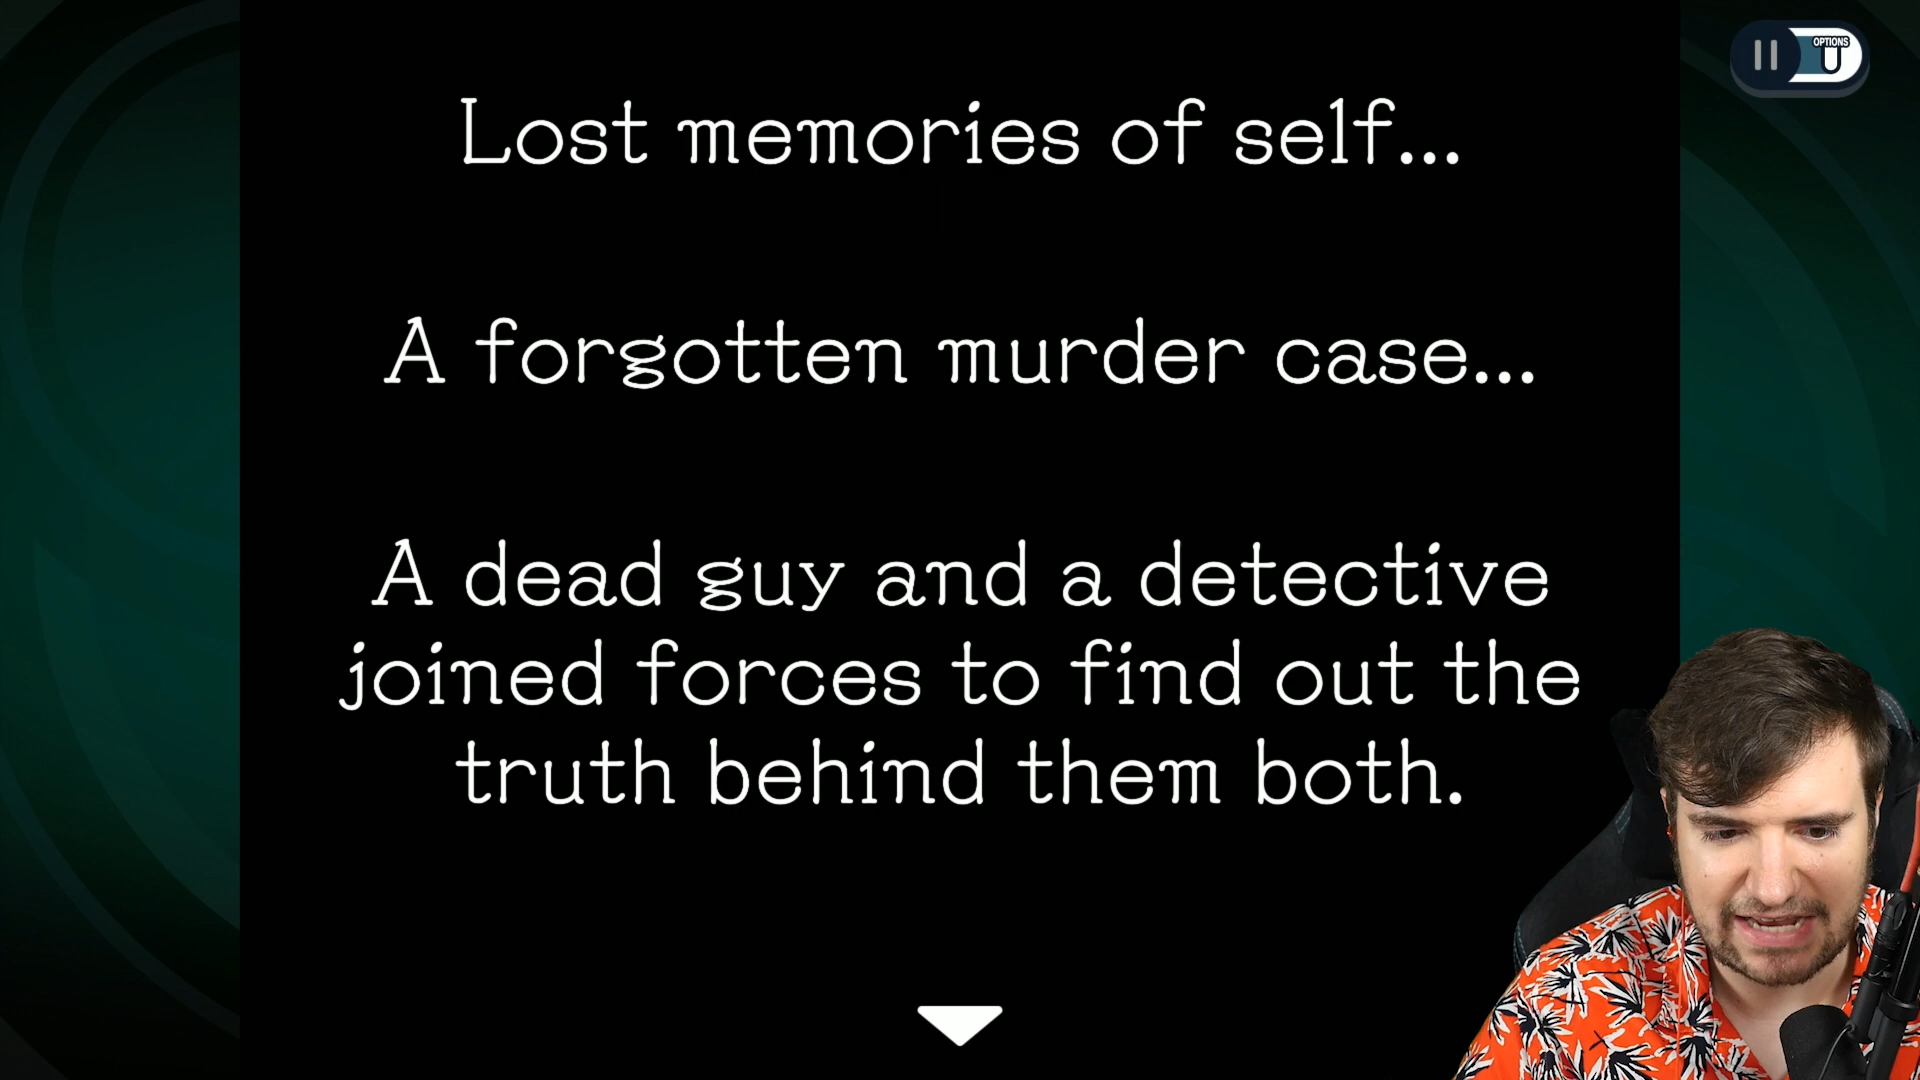 OPTIONS
Lost memories of self...
A forgotten murder case...
A dead guy and a detective
joined forces to find out the
truth behind them both.